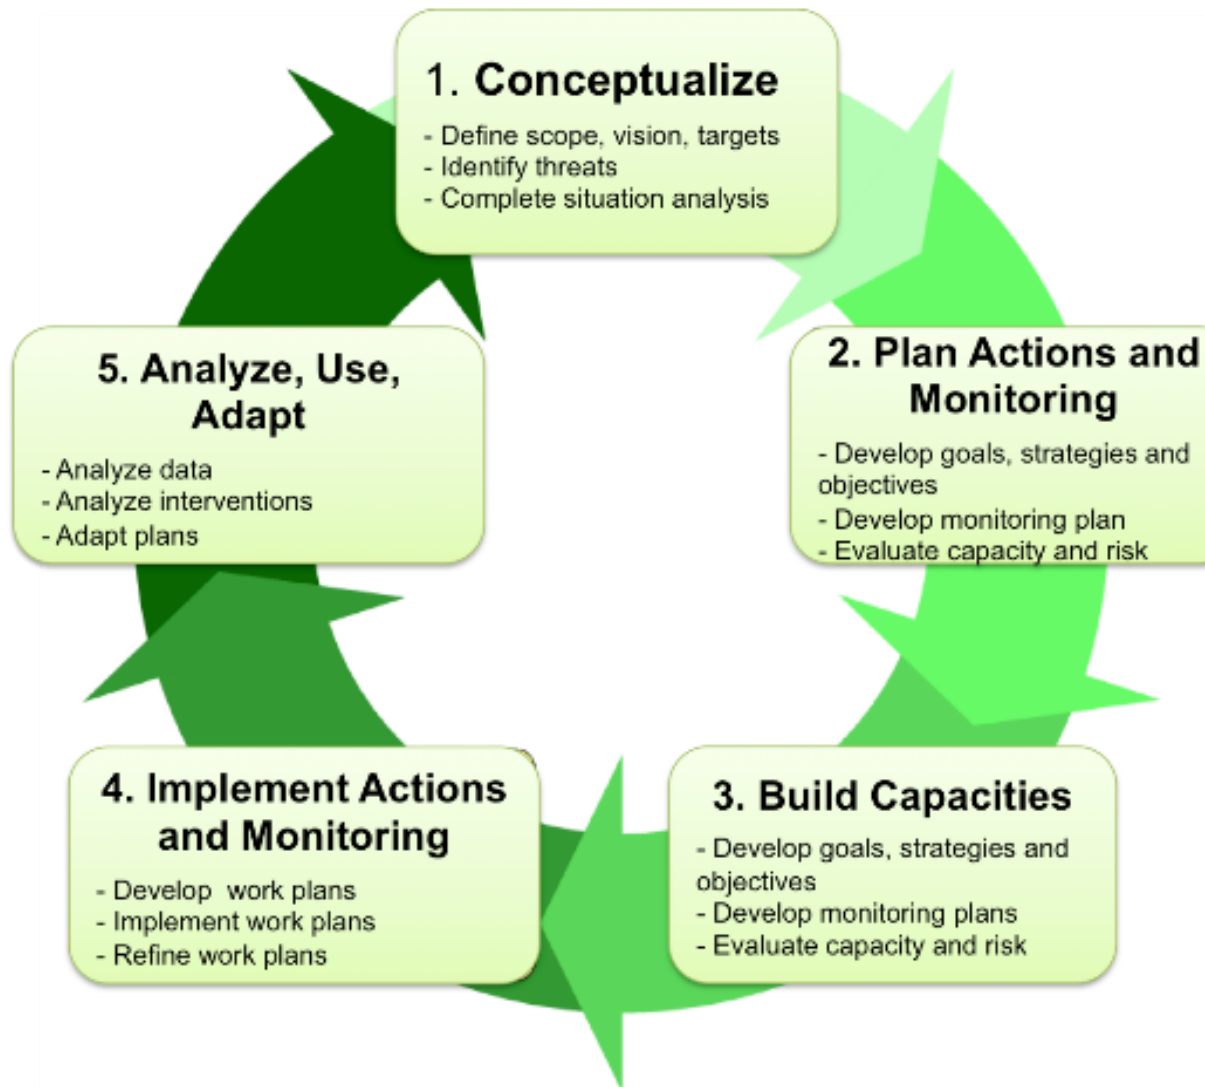 1. Conceptualize
- Define scope, vision, targets
- Identify threats
- Complete situation analysis
2. Plan Actions and
Monitoring
- Develop goals, strategies and
objectives
- Develop monitoring plan
- Evaluate capacity and risk
3. Build Capacities
- Develop goals, strategies and
objectives
- Develop monitoring plans
- Evaluate capacity and risk
4. Implement Actions
and Monitoring
- Develop  work plans
- Implement work plans
- Refine work plans
5. Analyze, Use,
Adapt
- Analyze data
- Analyze interventions
- Adapt plans